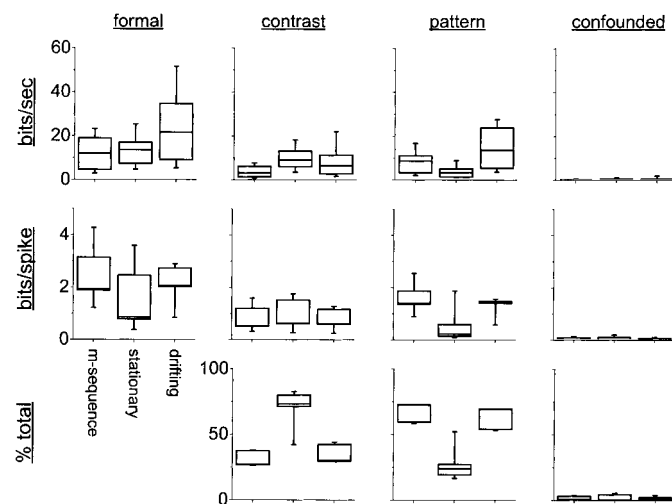 formal contrast pattern confounded
bits/sec
60
40
20
0
bits/spike
4
2
0
m-sequence
stationary
drifting
% total
100
50
0